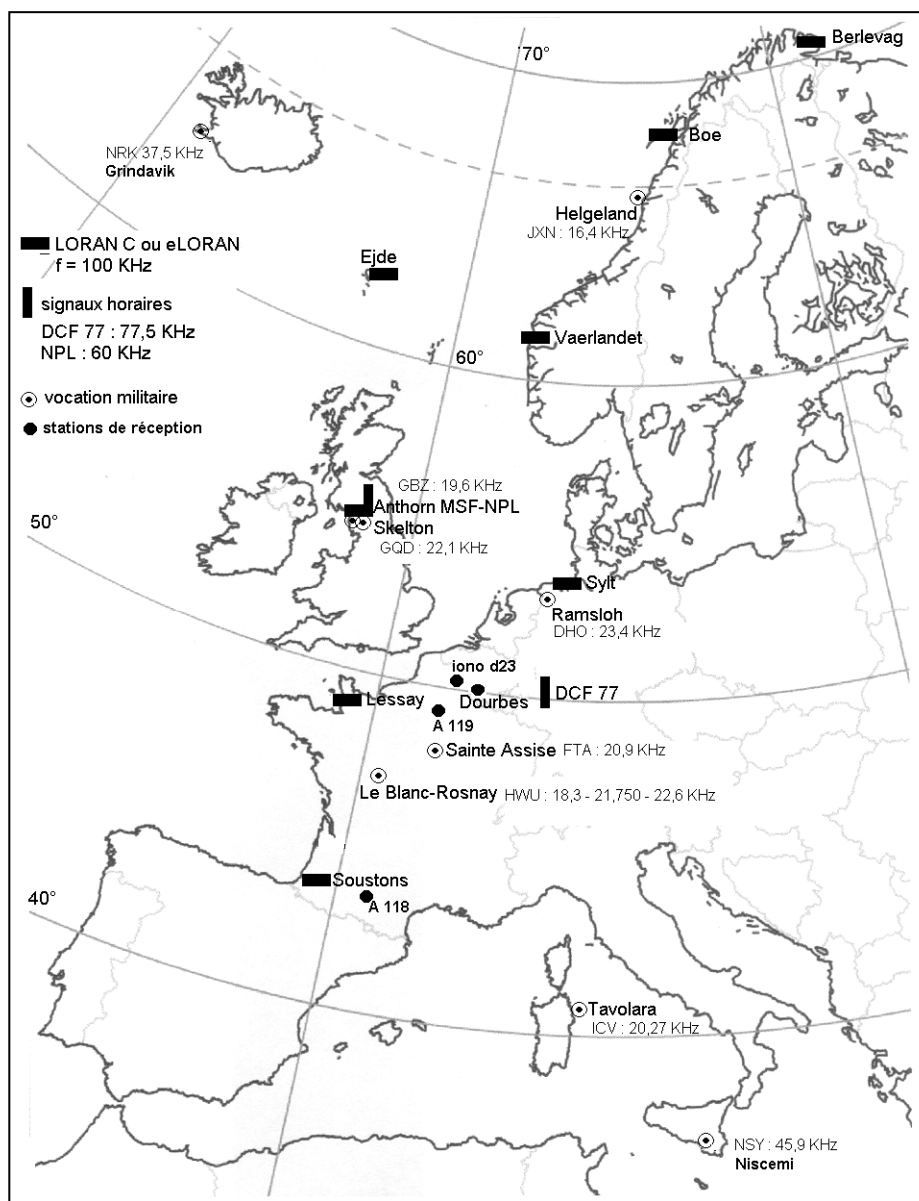 70°
Berlevag
Boe
NRK 37,5 KHz
Grindavik
Helgeland
JXN : 16,4 KHz
LORAN C ou eLORAN
f = 100 KHz
Ejde
signaux horaires
DCF 77 : 77,5 KHz
NPL : 60 KHz
Vaerlandet
60°
vocation militaire
stations de réception
GBZ : 19,6 KHz
Anthorn MSF-NPL
Skelton
GQD : 22,1 KHz
50°
Sylt
Ramsloh
DHO : 23,4 KHz
iono d23
Dourbes
DCF 77
Lessay
A 119
Sainte Assise FTA : 20,9 KHz
Le Blanc-Rosnay HWU : 18,3 - 21,750 - 22,6 KHz
Soustons
A 118
40°
Tavolara
ICV : 20,27 KHz
NSY : 45,9 KHz
Niscemi